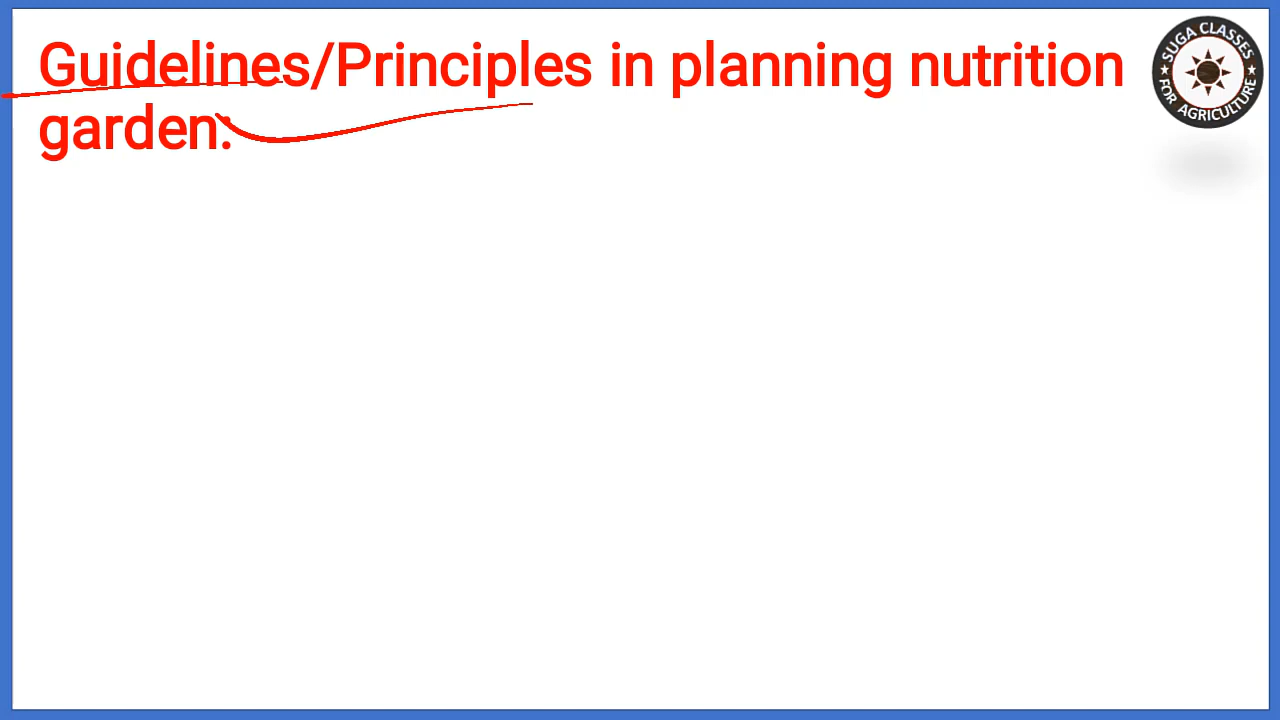 Guidelines/Principles in planning nutrition
garden:
SUGA CLASSES
FOR AGRICULTURE